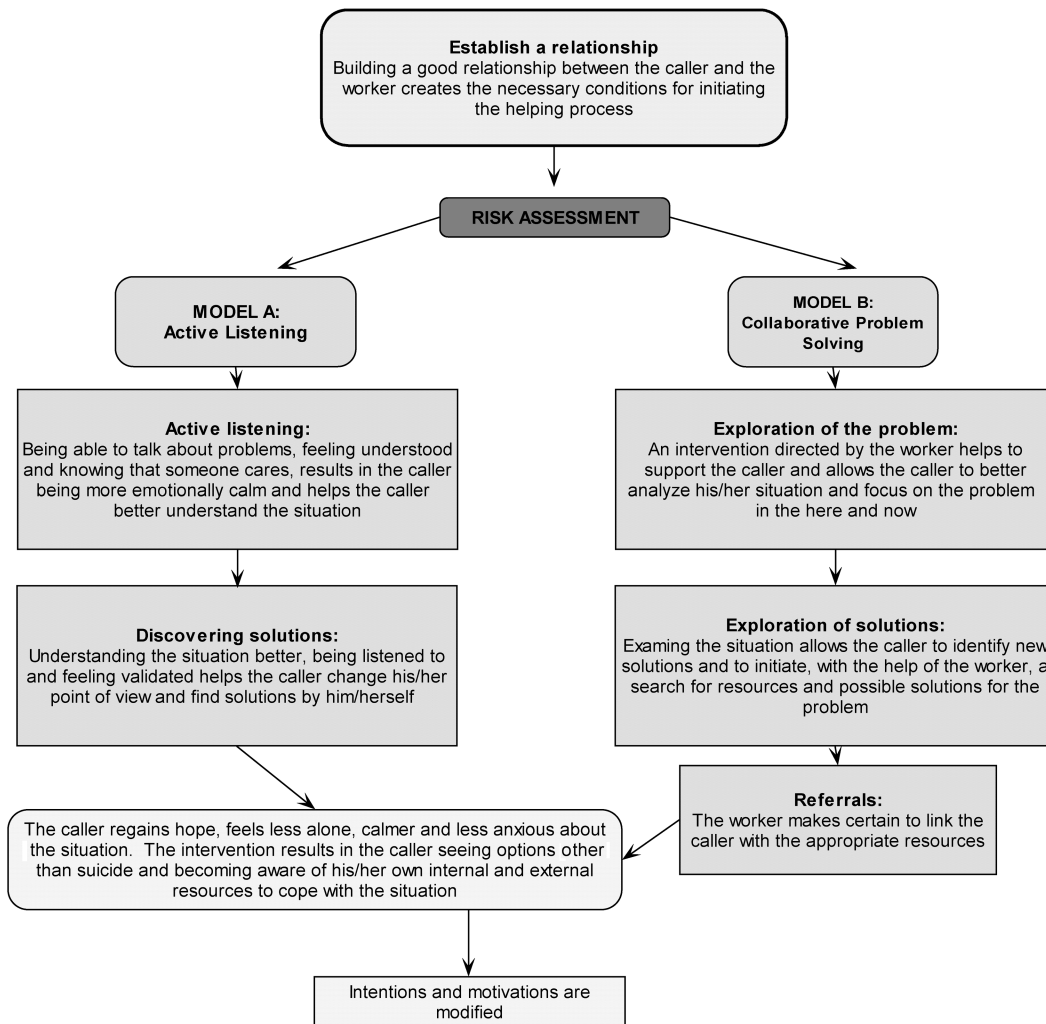 Establish a relationship
Building a good relationship between the caller and the
worker creates the necessary conditions for initiating
the helping process
RISK ASSESSMENT
MODEL A:
Active Listening
MODEL B:
Collaborative Problem
Solving
Active listening:
Being able to talk about problems, feeling understood
and knowing that someone cares, results in the caller
being more emotionally calm and helps the caller
better understand the situation
Exploration of the problem:
An intervention directed by the worker helps to
support the caller and allows the caller to better
analyze his/her situation and focus on the problem
in the here and now
Discovering solutions:
Understanding the situation better, being listened to
and feeling validated helps the caller change his/her
point of view and find solutions by him/herself
Exploration of solutions:
Examing the situation allows the caller to identify new
solutions and to initiate, with the help of the worker, a
search for resources and possible solutions for the
problem
Referrals:
The worker makes certain to link the
caller with the appropriate resources
The caller regains hope, feels less alone, calmer and less anxious about
the situation.  The intervention results in the caller seeing options other
than suicide and becoming aware of his/her own internal and external
resources to cope with the situation
Intentions and motivations are
modified